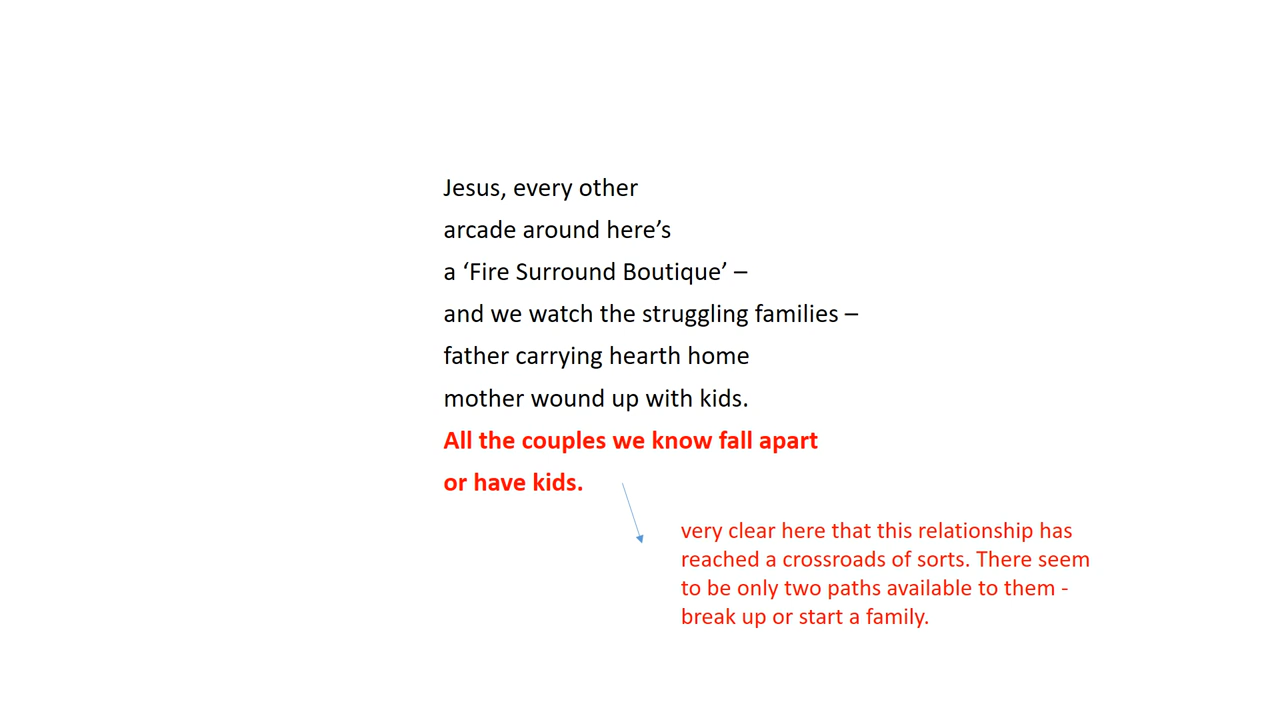 Jesus, every other
arcade around here’s
a ‘Fire Surround Boutique’ –
and we watch the struggling families –
father carrying hearth home
mother wound up with kids.
All the couples we know fall apart
or have kids.
very clear here that this relationship has
reached a crossroads of sorts. There seem
to be only two paths available to them -
break up or start a family.